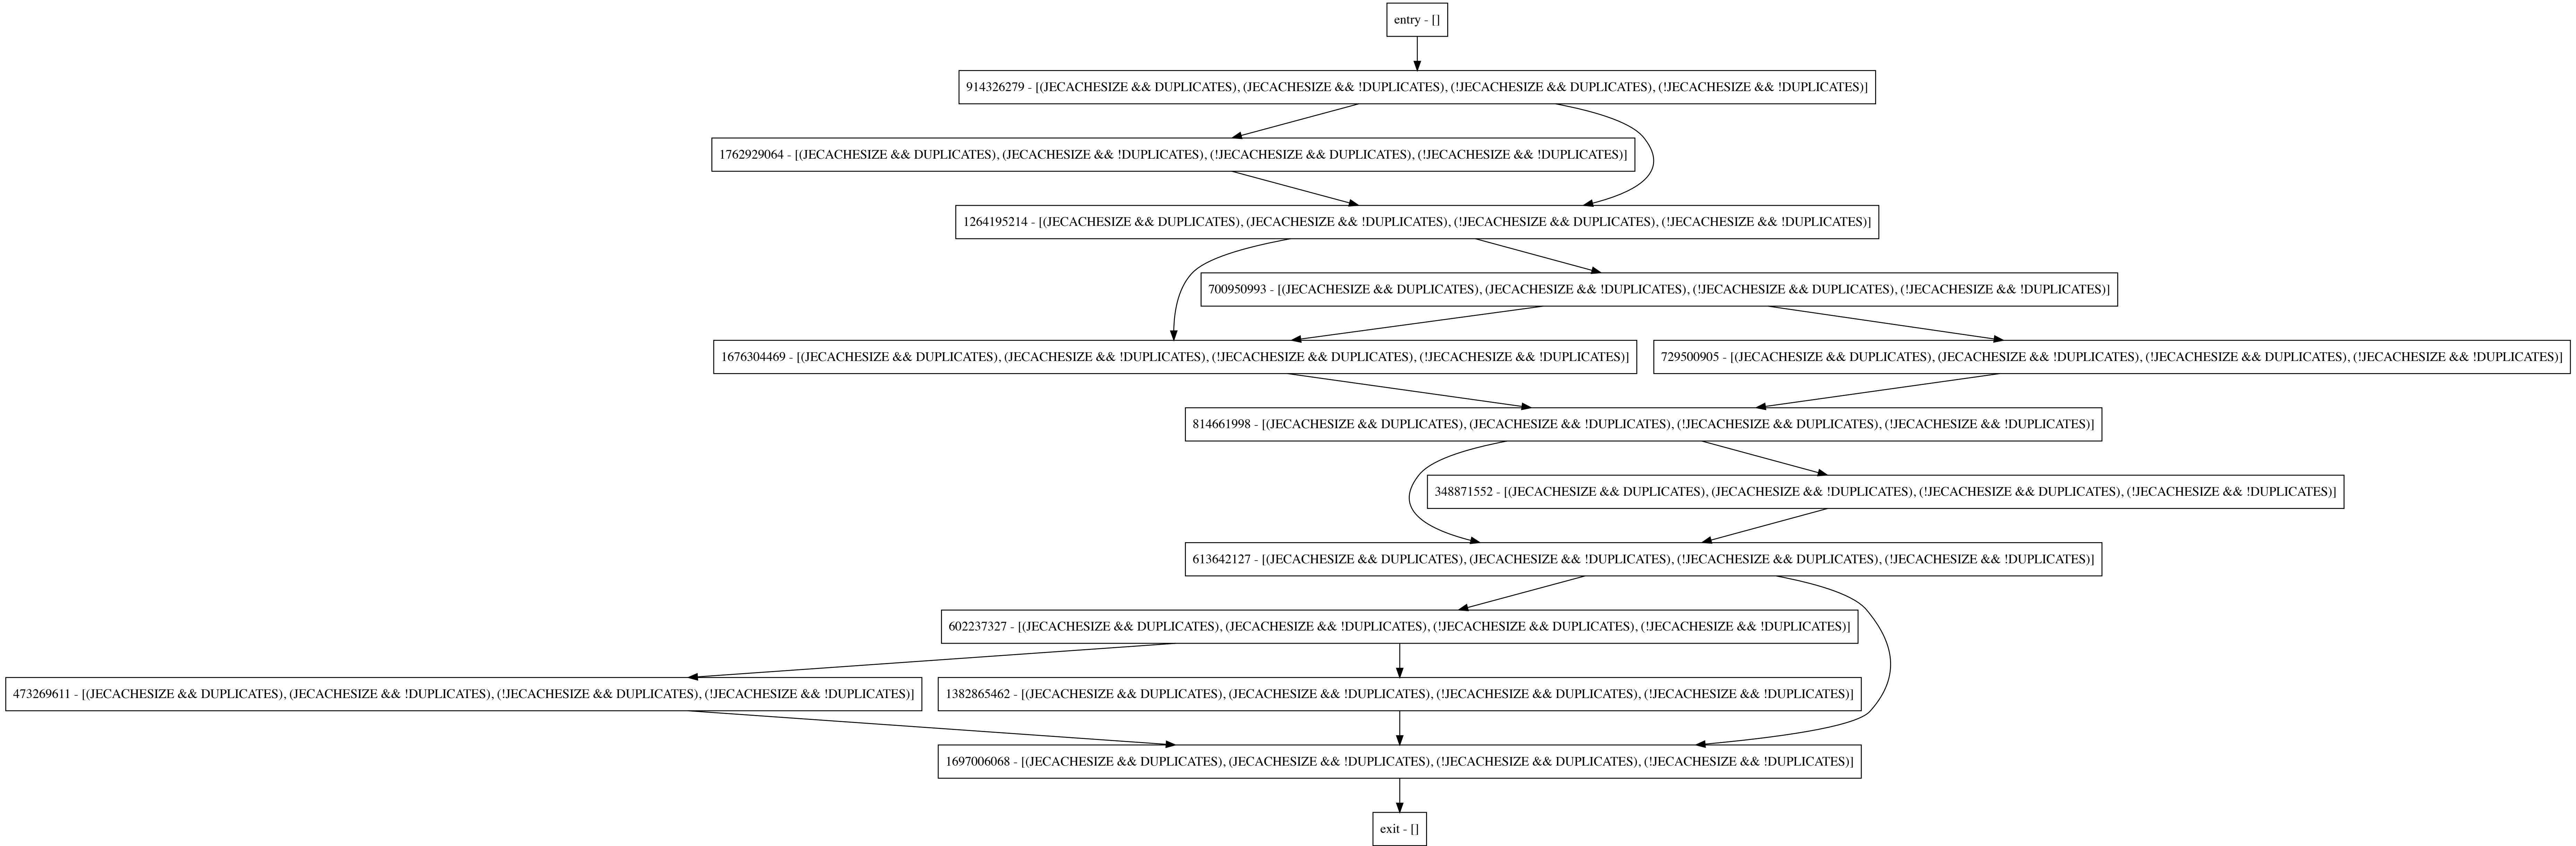 entry - []
914326279 - [(JECACHESIZE && DUPLICATES), (JECACHESIZE && !DUPLICATES), (!JECACHESIZE && DUPLICATES), (!JECACHESIZE && !DUPLICATES)]
1762929064 - [(JECACHESIZE && DUPLICATES), (JECACHESIZE && !DUPLICATES), (!JECACHESIZE && DUPLICATES), (!JECACHESIZE && !DUPLICATES)]
1264195214 - [(JECACHESIZE && DUPLICATES), (JECACHESIZE && !DUPLICATES), (!JECACHESIZE && DUPLICATES), (!JECACHESIZE && !DUPLICATES)]
700950993 - [(JECACHESIZE && DUPLICATES), (JECACHESIZE && !DUPLICATES), (!JECACHESIZE && DUPLICATES), (!JECACHESIZE && !DUPLICATES)]
1676304469 - [(JECACHESIZE && DUPLICATES), (JECACHESIZE && !DUPLICATES), (!JECACHESIZE && DUPLICATES), (!JECACHESIZE && !DUPLICATES)]
729500905 - [(JECACHESIZE && DUPLICATES), (JECACHESIZE && !DUPLICATES), (!JECACHESIZE && DUPLICATES), (!JECACHESIZE && !DUPLICATES)]
814661998 - [(JECACHESIZE && DUPLICATES), (JECACHESIZE && !DUPLICATES), (!JECACHESIZE && DUPLICATES), (!JECACHESIZE && !DUPLICATES)]
348871552 - [(JECACHESIZE && DUPLICATES), (JECACHESIZE && !DUPLICATES), (!JECACHESIZE && DUPLICATES), (!JECACHESIZE && !DUPLICATES)]
613642127 - [(JECACHESIZE && DUPLICATES), (JECACHESIZE && !DUPLICATES), (!JECACHESIZE && DUPLICATES), (!JECACHESIZE && !DUPLICATES)]
602237327 - [(JECACHESIZE && DUPLICATES), (JECACHESIZE && !DUPLICATES), (!JECACHESIZE && DUPLICATES), (!JECACHESIZE && !DUPLICATES)]
473269611 - [(JECACHESIZE && DUPLICATES), (JECACHESIZE && !DUPLICATES), (!JECACHESIZE && DUPLICATES), (!JECACHESIZE && !DUPLICATES)]
1382865462 - [(JECACHESIZE && DUPLICATES), (JECACHESIZE && !DUPLICATES), (!JECACHESIZE && DUPLICATES), (!JECACHESIZE && !DUPLICATES)]
1697006068 - [(JECACHESIZE && DUPLICATES), (JECACHESIZE && !DUPLICATES), (!JECACHESIZE && DUPLICATES), (!JECACHESIZE && !DUPLICATES)]
exit - []